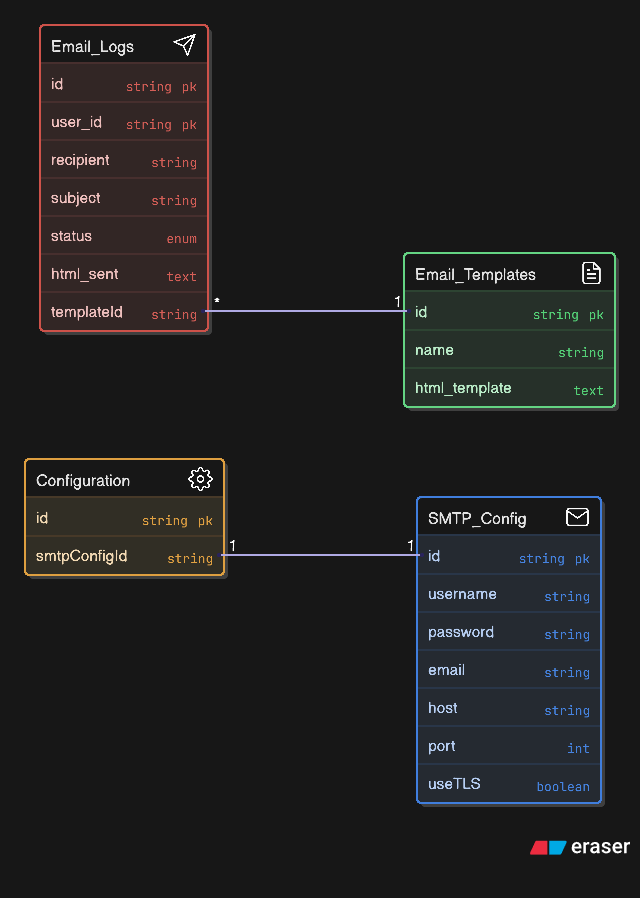 Email_Logs
id string pk
user_id string pk
recipient string
subject string
status enum
html_sent text
templateId string
* 1
Email_Templates
id string pk
name string
html_template text
Configuration
id string pk
smtpConfigId string
1 1
SMTP_Config
id string pk
username string
password string
email string
host string
port int
useTLS boolean
eraser